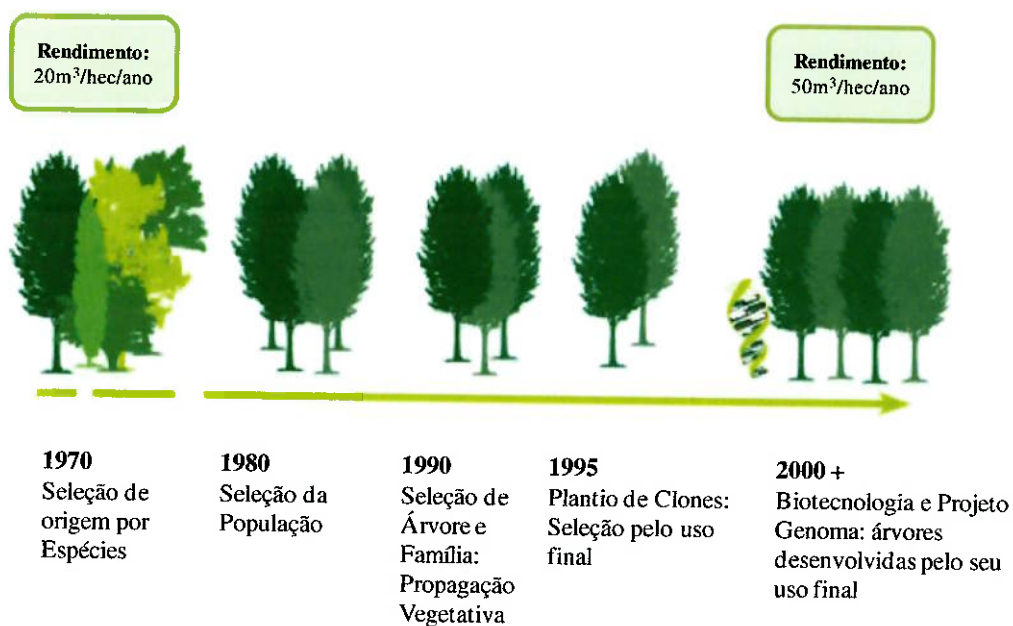 Rendimento:
20m³/hec/ano
Rendimento:
50m³/hec/ano
1970
Seleção de
origem por
Espécies
1980
Seleção da
População
1990
Seleção de
Árvore e
Família:
Propagação
Vegetativa
1995
Plantio de Clones:
Seleção pelo uso
final
2000 +
Biotecnologia e Projeto
Genoma: árvores
desenvolvidas pelo seu
uso final